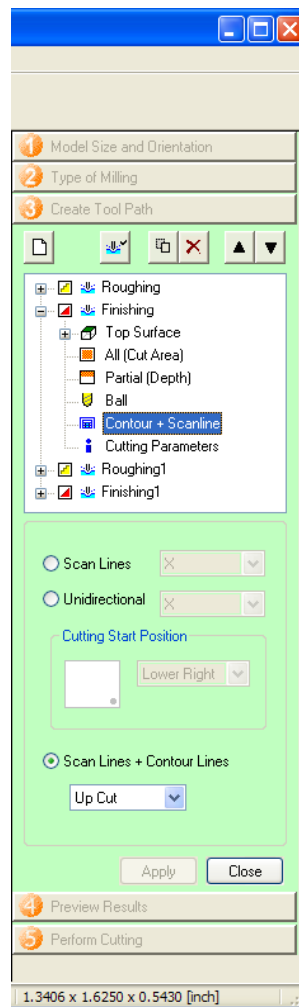 1 Model Size and Orientation
2 Type of Milling
3 Create Tool Path
Roughing
Finishing
Top Surface
All (Cut Area)
Partial (Depth)
Ball
Contour + Scanline
Cutting Parameters
Roughing1
Finishing1
Scan Lines X
Unidirectional X
Cutting Start Position
Lower Right
Scan Lines + Contour Lines
Up Cut
Apply Close
4 Preview Results
5 Perform Cutting
1.3406 x 1.6250 x 0.5430 [inch]